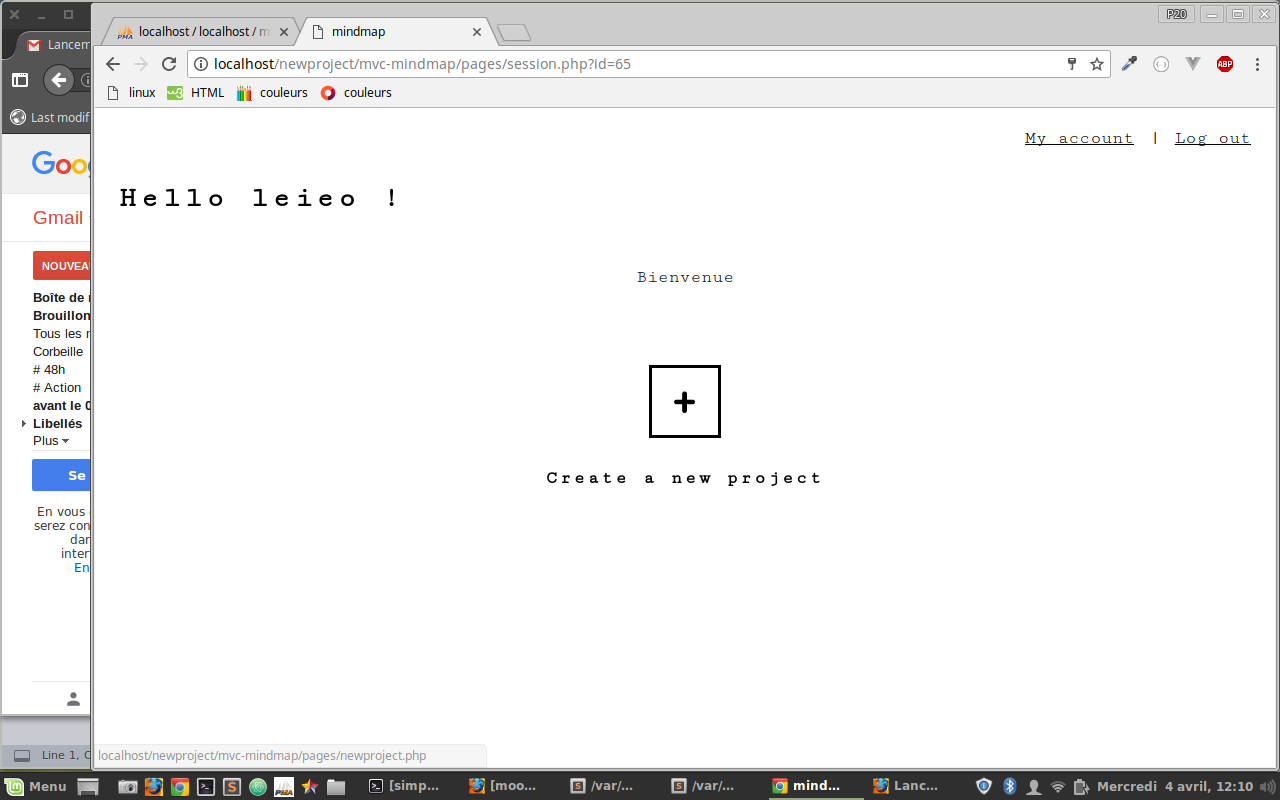 P20
localhost / localhost / m
mindmap
localhost/newproject/mvc-mindmap/pages/session.php?id=65
ABP
linux
HTML
couleurs
couleurs
My account | Log out
Hello leieo !
Bienvenue
+
Create a new project
localhost/newproject/mvc-mindmap/pages/newproject.php
Lancem
Last modif
Goo
Gmail
NOUVEA
Boîte de r
Brouillon
Tous les m
Corbeille
# 48h
# Action
avant le 0
Libellés
Plus
Se
En vous
serez con
dar
inter
En
Line 1, C
Menu
[simp...
[moo...
/var/...
/var/...
mind...
Lanc...
Mercredi 4 avril, 12:10